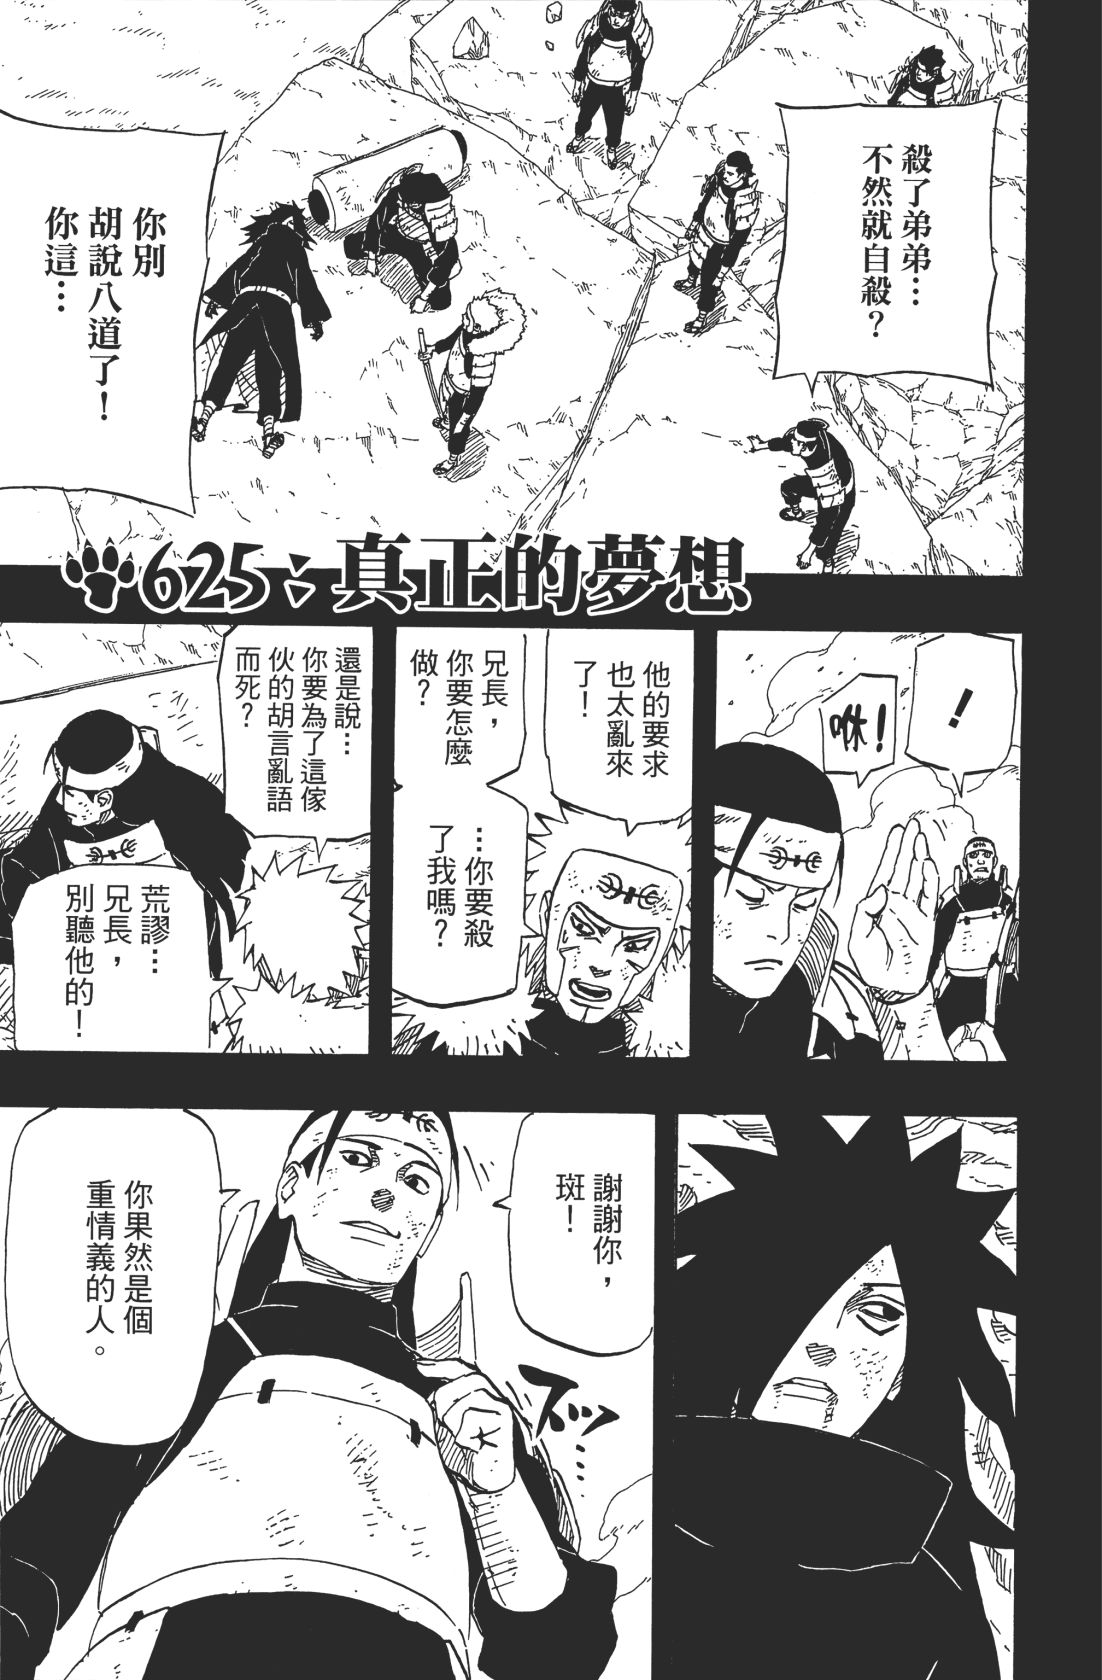 殺了弟弟…
不然就自殺？
你別
胡說八道了！
你這…
625：真正的夢想
！
咻！
他的要求
也太亂來
了！
兄長，
你要怎麼
做？
…你要殺
了我嗎？
還是說…
你要為了這傢
伙的胡言亂語
而死？
荒謬…
兄長，
別聽他的！
謝謝你，
斑！
ズッ…
你果然是個
重情義的人。